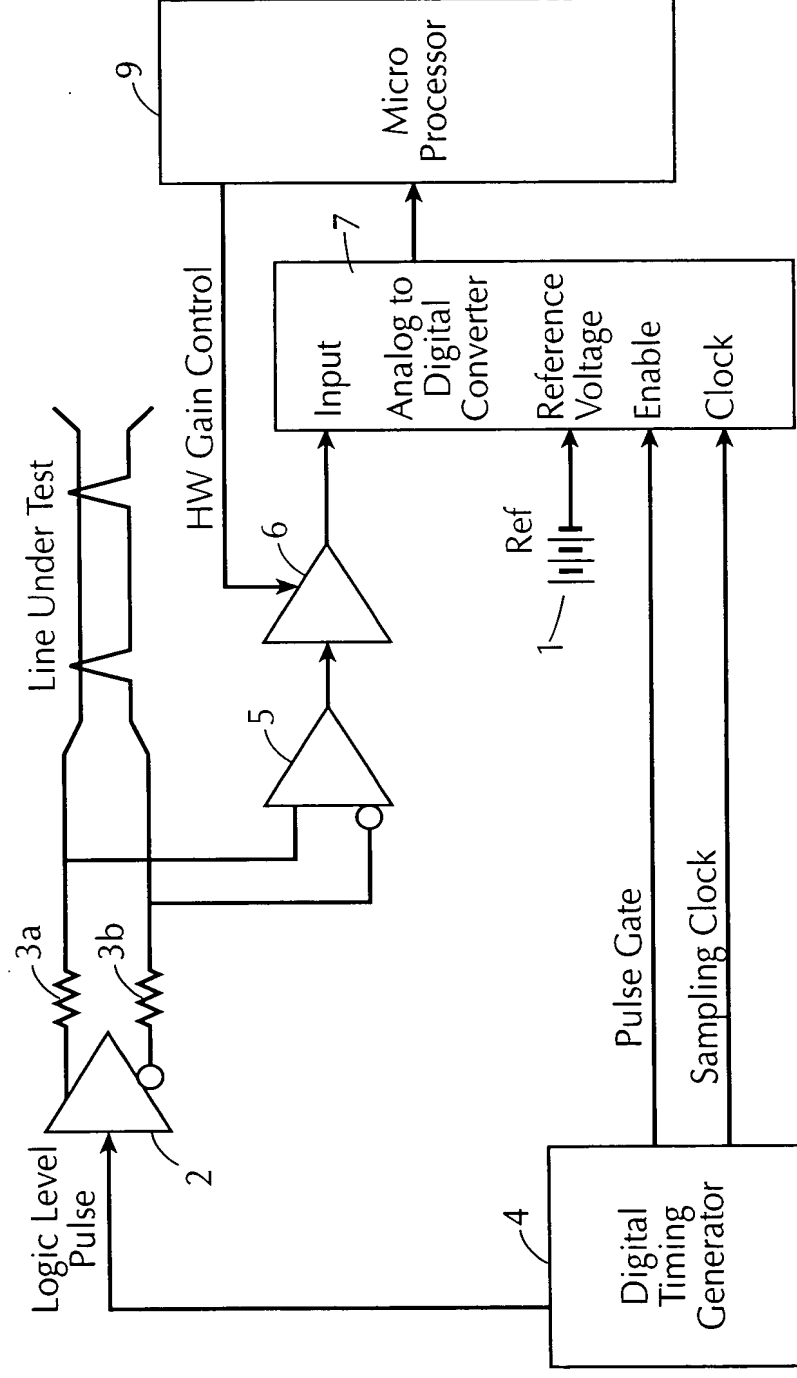 Logic Level
Pulse
2
3a
3b
Line Under Test
5
6
HW Gain Control
9
Micro
Processor
7
Input
Analog to
Digital
Converter
Reference
Voltage
Enable
Clock
Ref
1
Pulse Gate
Sampling Clock
4
Digital
Timing
Generator